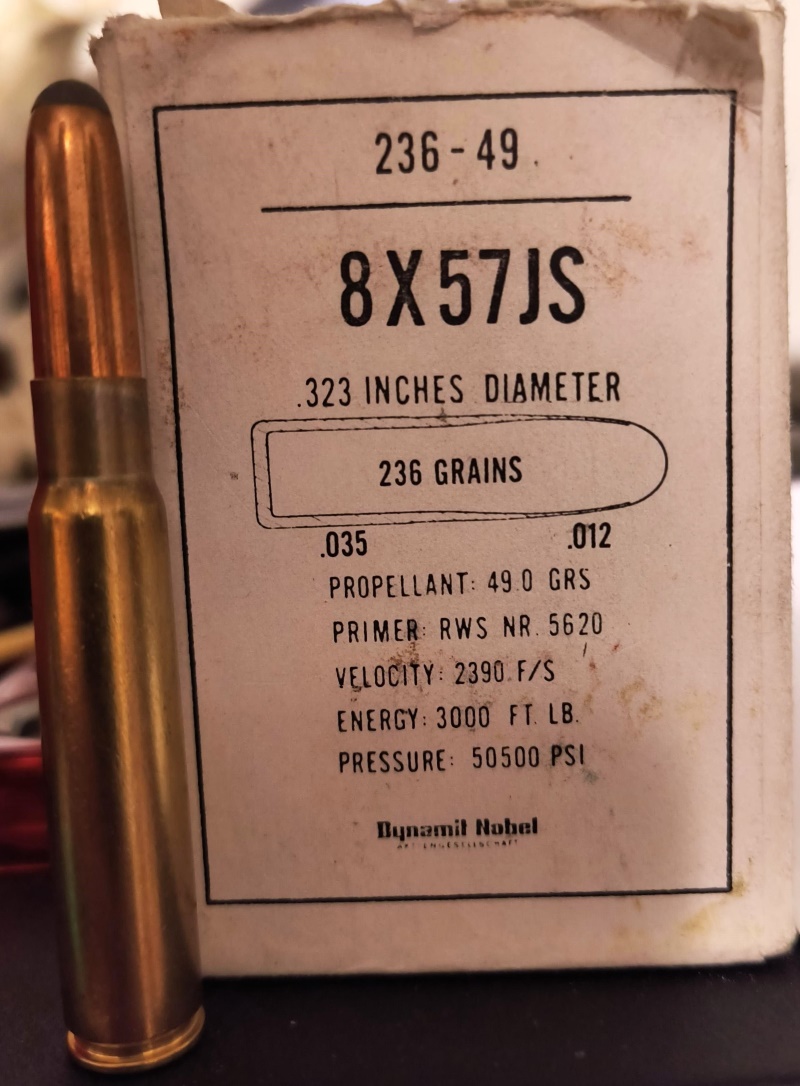 236-49
8X57JS
.323 INCHES DIAMETER
236 GRAINS
.035 .012
PROPELLANT: 49.0 GRS
PRIMER: RWS NR. 5620
VELOCITY: 2390 F/S
ENERGY: 3000 FT. LB.
PRESSURE: 50500 PSI
Dynamit Nobel
AKTIENGESELLSCHAFT